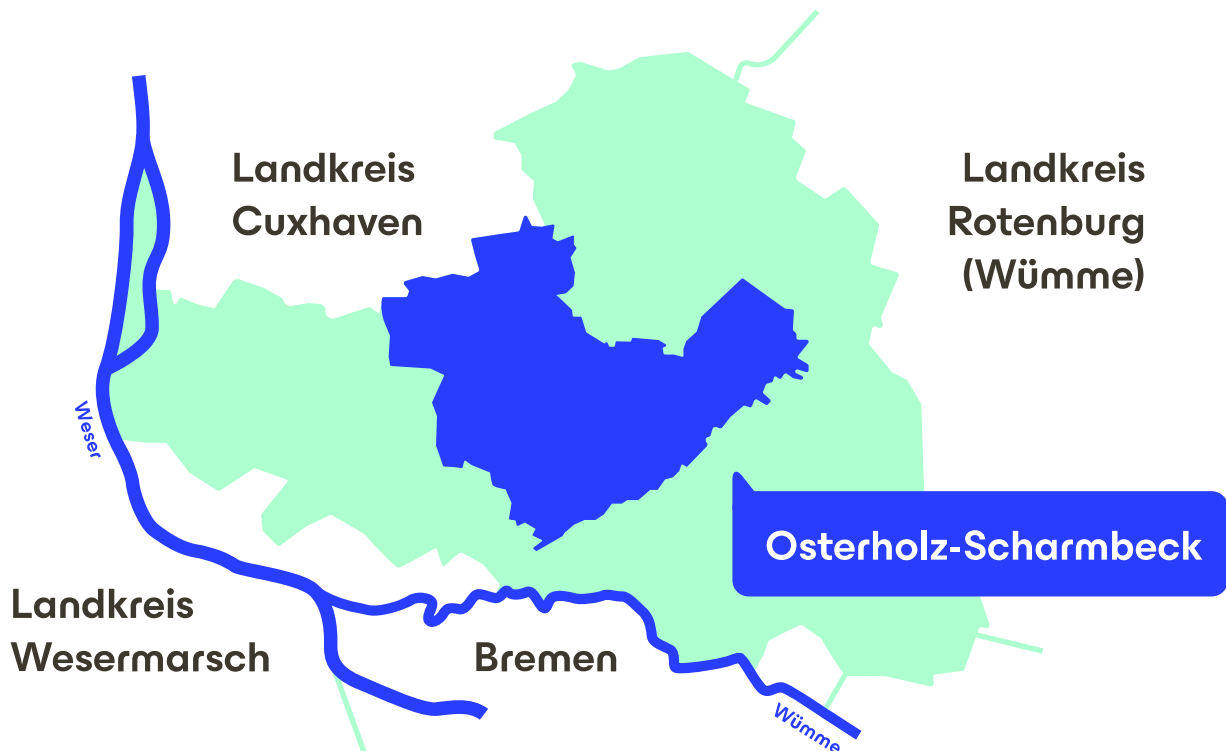 Landkreis
Cuxhaven
Landkreis
Rotenburg
(Wümme)
Weser
Osterholz-Scharmbeck
Landkreis
Wesermarsch
Bremen
Wümme